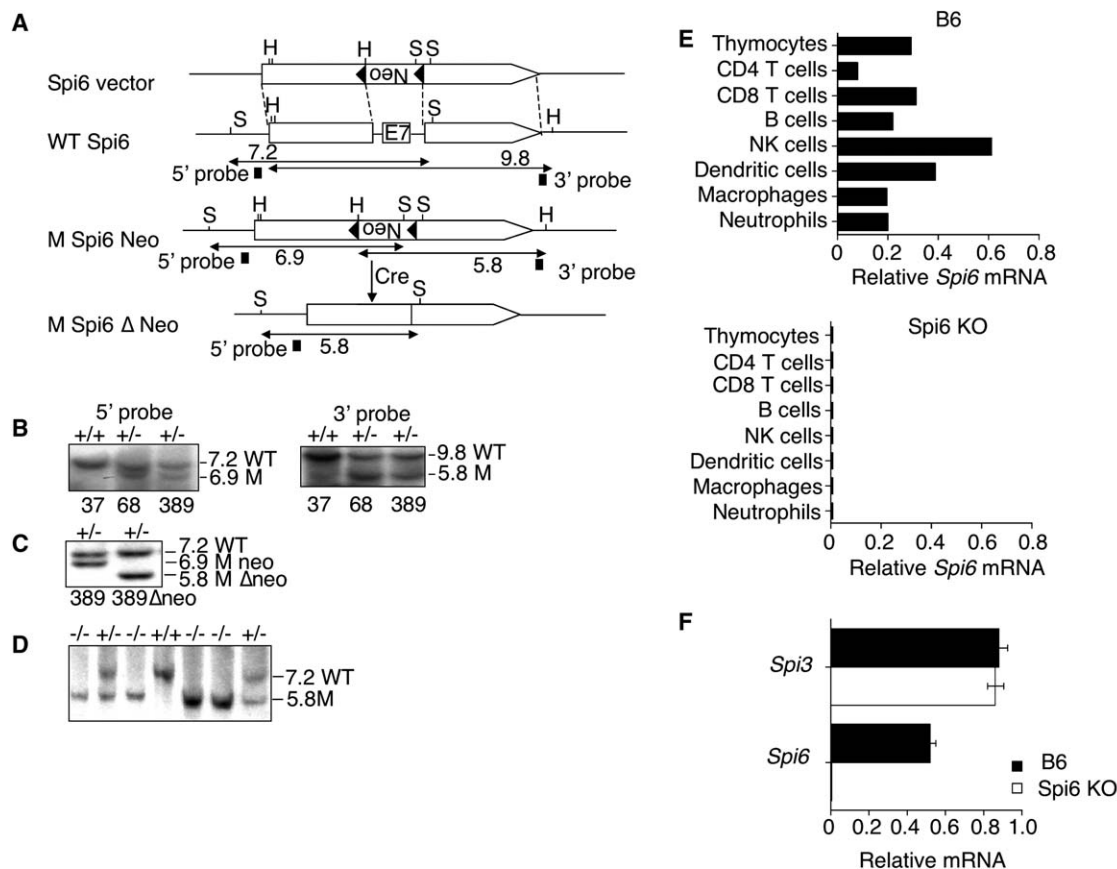 A
H H S S
Spi6 vector
Neo
H
WT Spi6
S S H
E7
7.2 9.8
5' probe 3' probe
M Spi6 Neo
S H H S S H
Neo
5' probe 6.9 5.8 3' probe
Cre
M Spi6 Δ Neo
S S
5' probe 5.8
B
5' probe
+/+ +/- +/-
7.2 WT
6.9 M
37 68 389
3' probe
+/+ +/- +/-
9.8 WT
5.8 M
37 68 389
C
+/- +/-
7.2 WT
6.9 M neo
5.8 M Δneo
389 389Δneo
D
-/- +/- -/- +/+ -/- -/- +/-
7.2 WT
5.8M
E
B6
Thymocytes
CD4 T cells
CD8 T cells
B cells
NK cells
Dendritic cells
Macrophages
Neutrophils
0 0.2 0.4 0.6 0.8
Relative Spi6 mRNA
Spi6 KO
Thymocytes
CD4 T cells
CD8 T cells
B cells
NK cells
Dendritic cells
Macrophages
Neutrophils
0 0.2 0.4 0.6 0.8
Relative Spi6 mRNA
F
Spi3
Spi6
B6
Spi6 KO
0 0.2 0.4 0.6 0.8 1.0
Relative mRNA